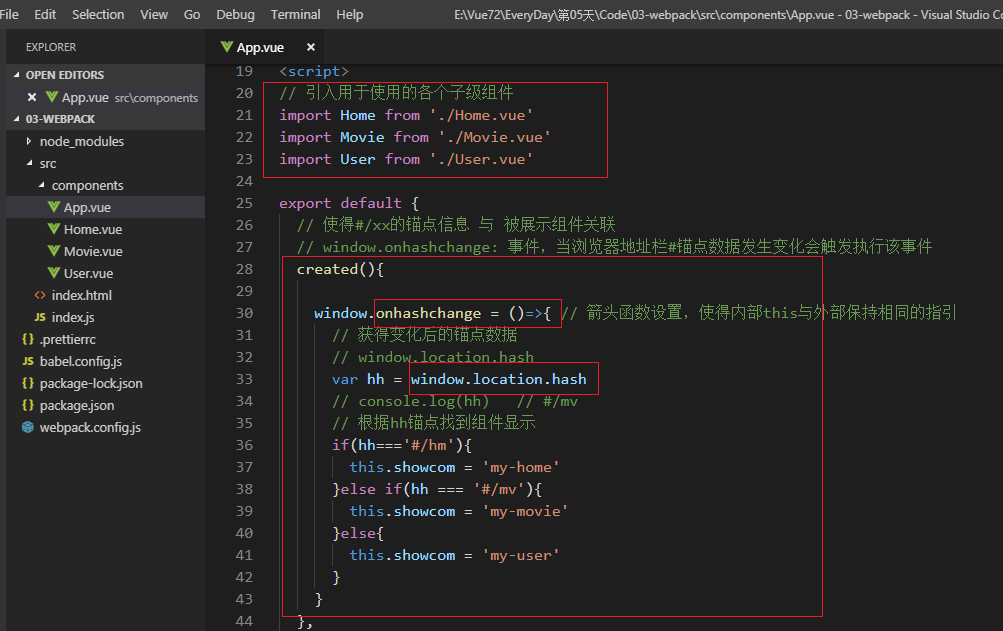 File Edit Selection View Go Debug Terminal Help E:\Vue72\EveryDay\第05天\Code\03-webpack\src\components\App.vue - 03-webpack - Visual Studio Co
EXPLORER
OPEN EDITORS
App.vue src\components
03-WEBPACK
node_modules
src
components
App.vue
Home.vue
Movie.vue
User.vue
index.html
JS index.js
{} .prettierrc
JS babel.config.js
{} package-lock.json
{} package.json
webpack.config.js
App.vue
19 <script>
20 // 引入用于使用的各个子级组件
21 import Home from './Home.vue'
22 import Movie from './Movie.vue'
23 import User from './User.vue'
24
25 export default {
26 // 使得#/xx的锚点信息 与 被展示组件关联
27 // window.onhashchange: 事件，当浏览器地址栏#锚点数据发生变化会触发执行该事件
28 created(){
29
30 window.onhashchange = ()=>{ // 箭头函数设置，使得内部this与外部保持相同的指引
31 // 获得变化后的锚点数据
32 // window.location.hash
33 var hh = window.location.hash
34 // console.log(hh) // #/mv
35 // 根据hh锚点找到组件显示
36 if(hh==='#/hm'){
37 this.showcom = 'my-home'
38 }else if(hh === '#/mv'){
39 this.showcom = 'my-movie'
40 }else{
41 this.showcom = 'my-user'
42 }
43 }
44 },